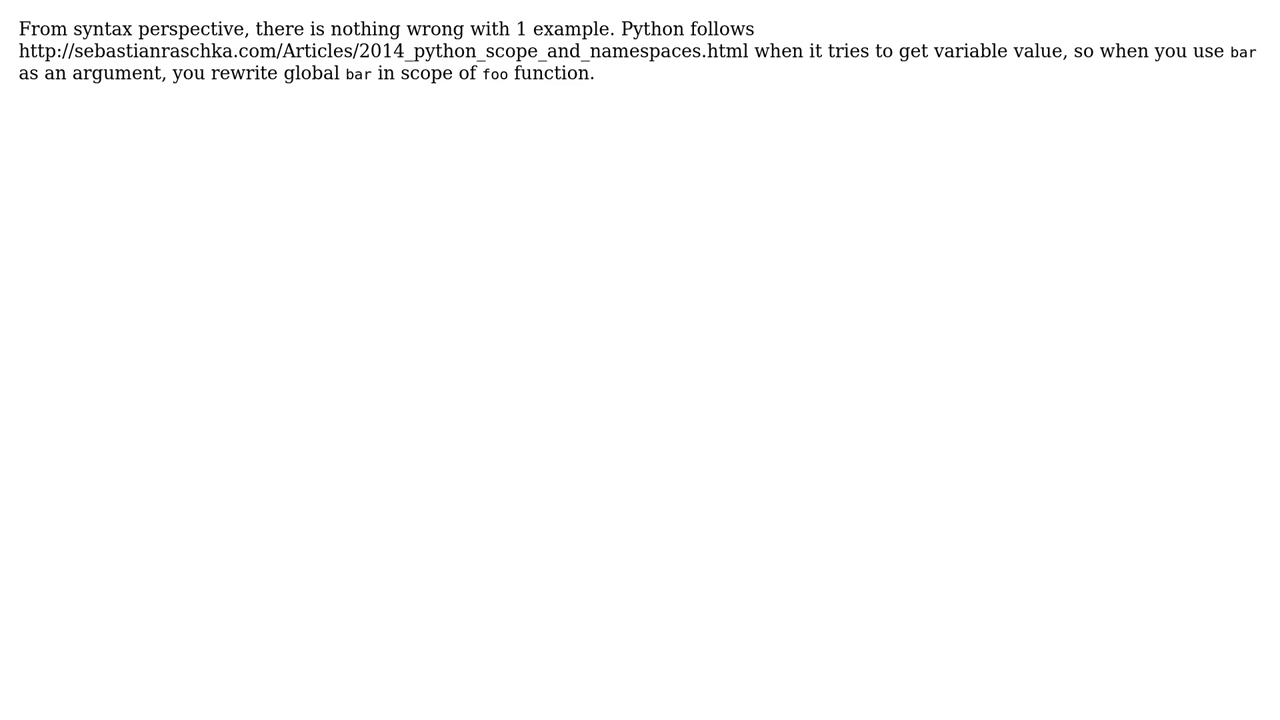 From syntax perspective, there is nothing wrong with 1 example. Python follows
http://sebastianraschka.com/Articles/2014_python_scope_and_namespaces.html when it tries to get variable value, so when you use bar
as an argument, you rewrite global bar in scope of foo function.